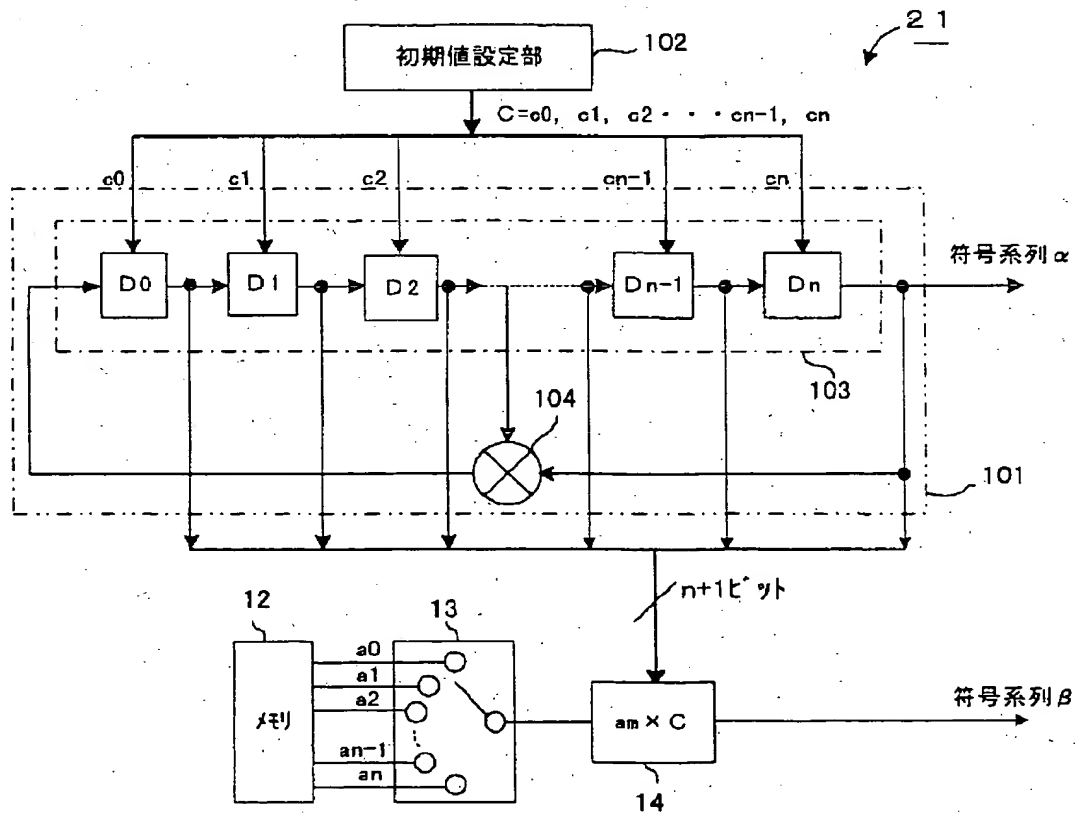 21
初期値設定部
102
C=c0, c1, c2・・・cn-1, cn
c0
c1
c2
cn-1
cn
D0
D1
D2
Dn-1
Dn
符号系列α
103
104
101
n+1ビット
12
メモリ
a0
a1
a2
an-1
an
13
am×C
14
符号系列β